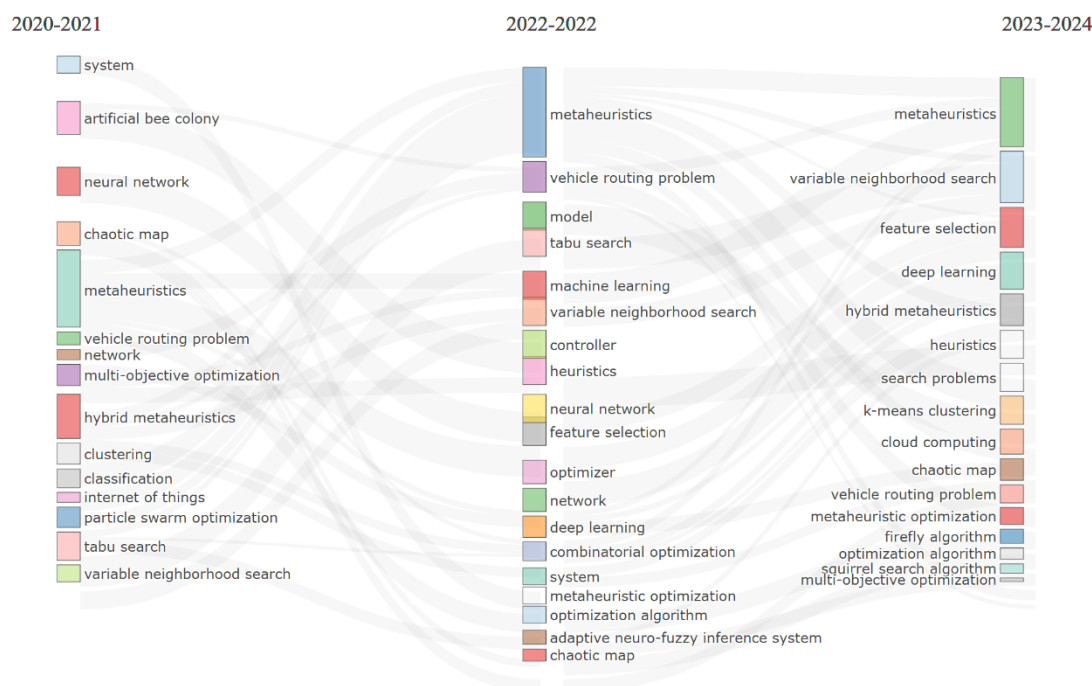 2020-2021
2022-2022
2023-2024
system
artificial bee colony
neural network
chaotic map
metaheuristics
vehicle routing problem
network
multi-objective optimization
hybrid metaheuristics
clustering
classification
internet of things
particle swarm optimization
tabu search
variable neighborhood search
metaheuristics
vehicle routing problem
model
tabu search
machine learning
variable neighborhood search
controller
heuristics
neural network
feature selection
optimizer
network
deep learning
combinatorial optimization
system
metaheuristic optimization
optimization algorithm
adaptive neuro-fuzzy inference system
chaotic map
metaheuristics
variable neighborhood search
feature selection
deep learning
hybrid metaheuristics
heuristics
search problems
k-means clustering
cloud computing
chaotic map
vehicle routing problem
metaheuristic optimization
firefly algorithm
optimization algorithm
squirrel search algorithm
multi-objective optimization